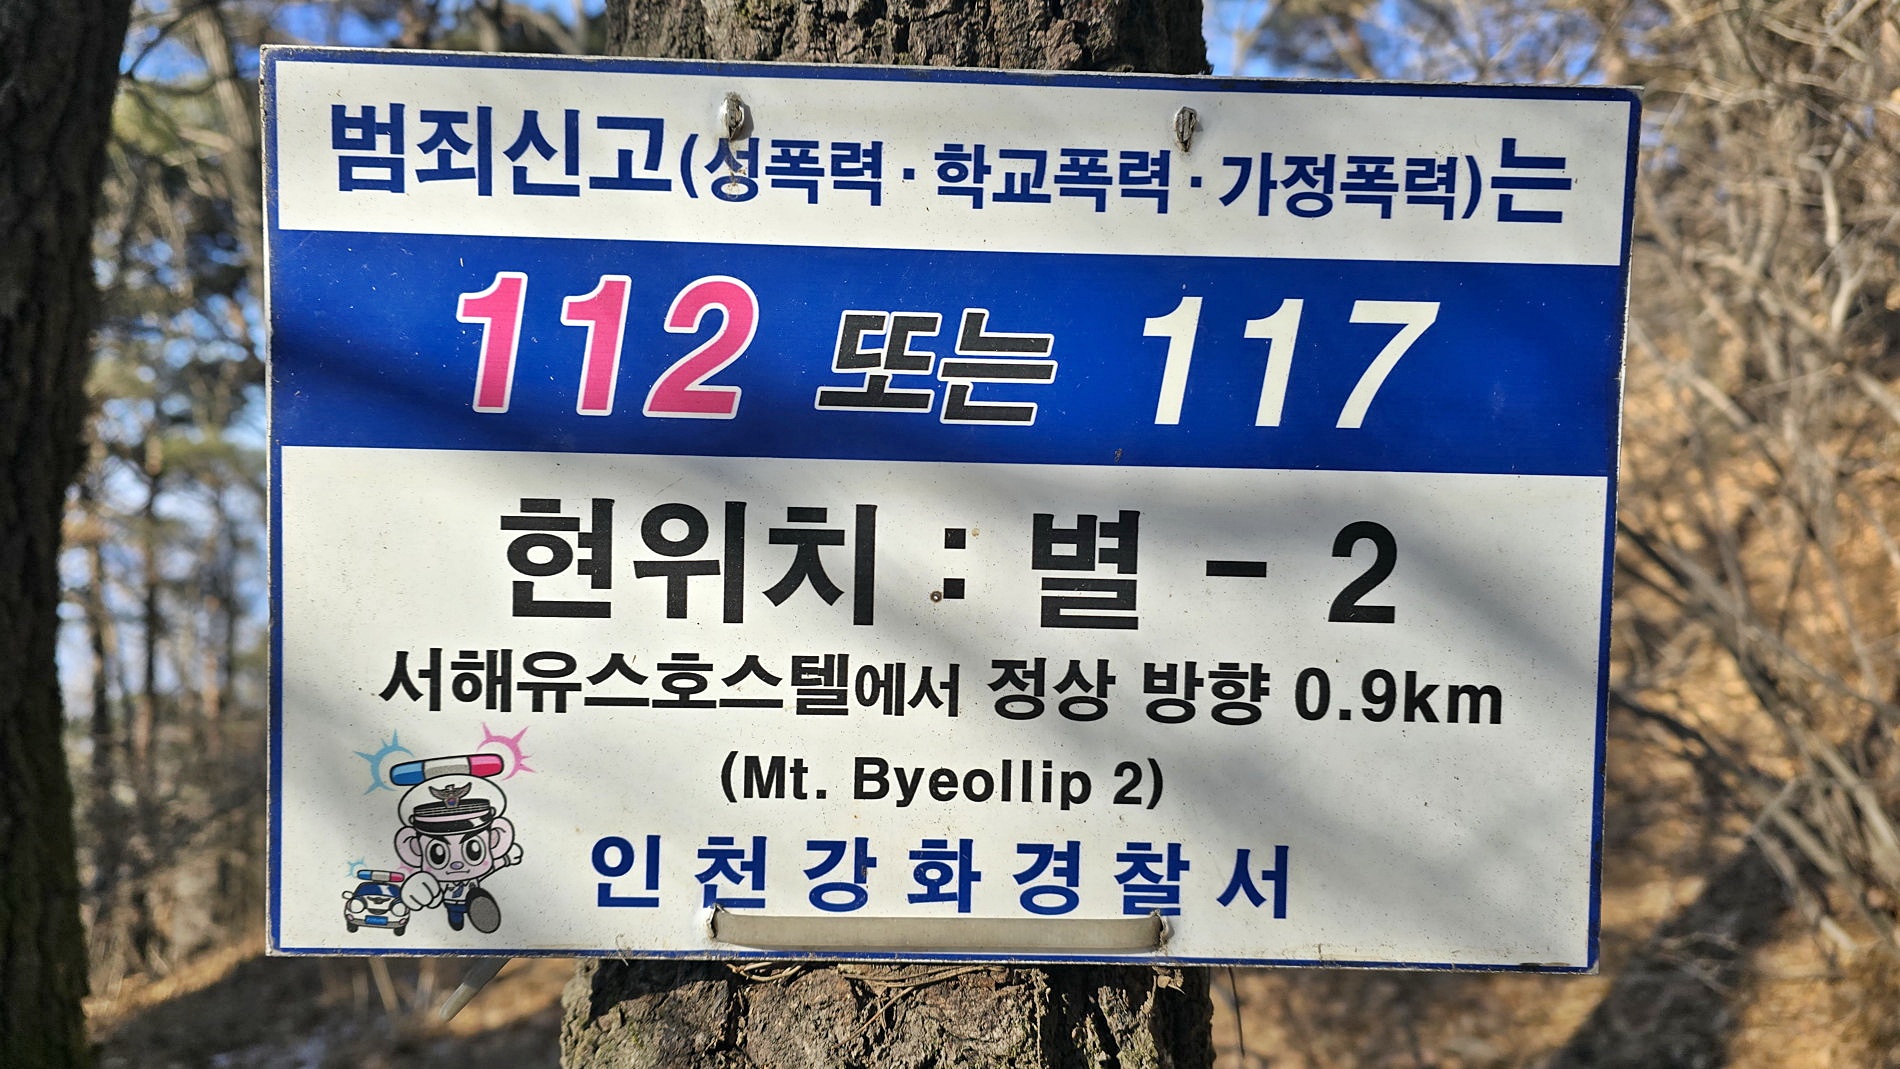 범죄신고(성폭력·학교폭력·가정폭력)는
112 또는 117
현위치 : 별 - 2
서해유스호스텔에서 정상 방향 0.9km
(Mt. Byeollip 2)
인천강화경찰서